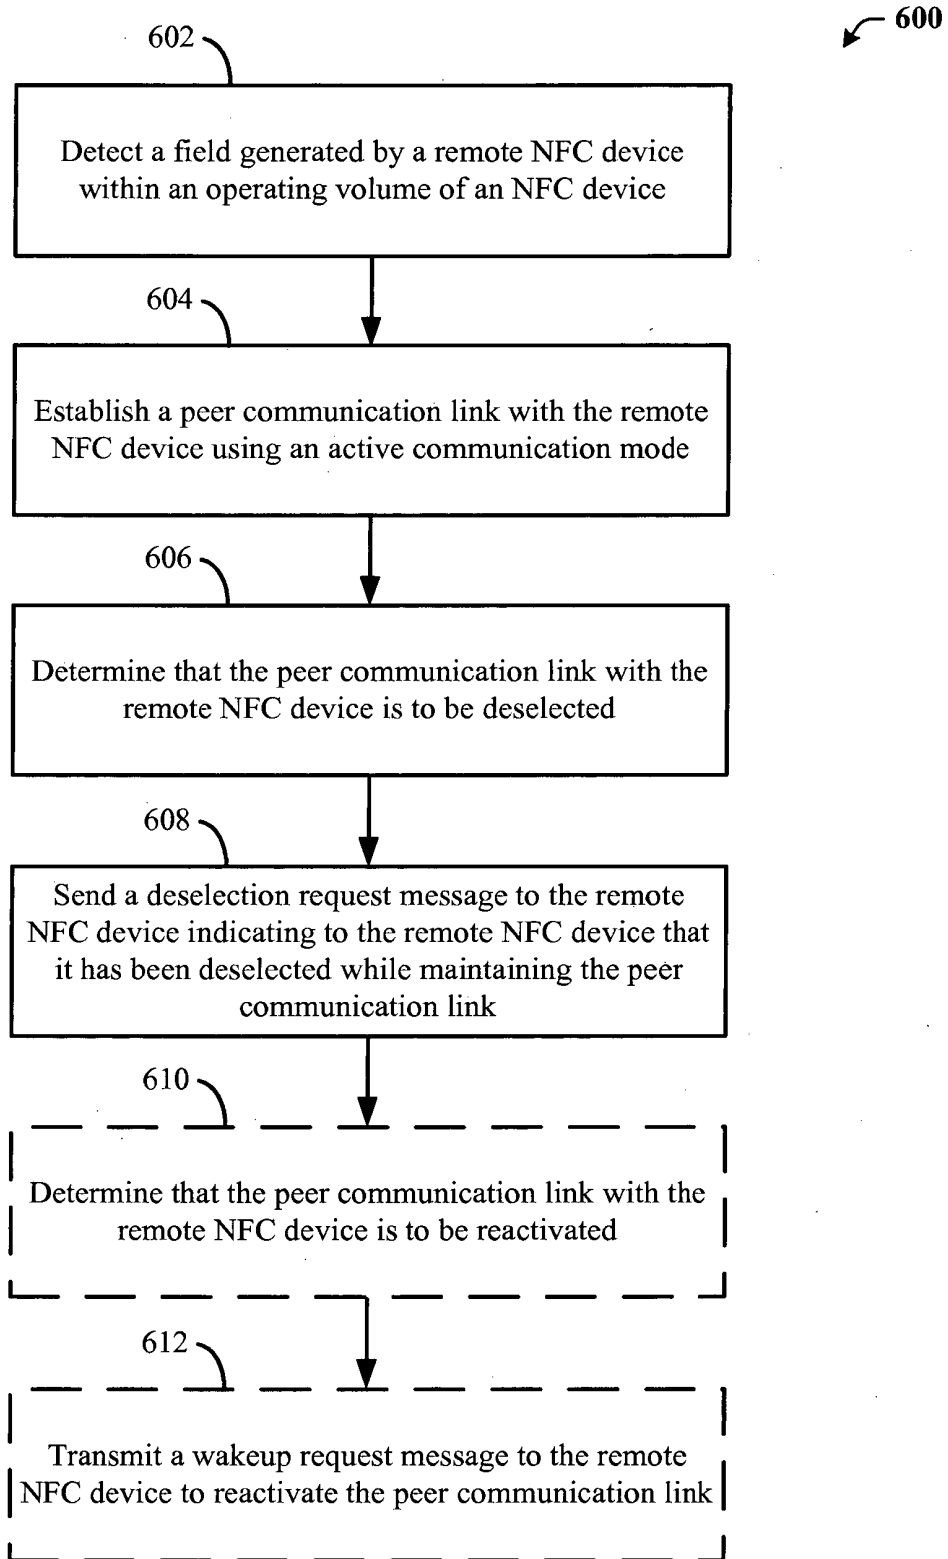 600
602
Detect a field generated by a remote NFC device
within an operating volume of an NFC device
604
Establish a peer communication link with the remote
NFC device using an active communication mode
606
Determine that the peer communication link with the
remote NFC device is to be deselected
608
Send a deselection request message to the remote
NFC device indicating to the remote NFC device that
it has been deselected while maintaining the peer
communication link
610
Determine that the peer communication link with the
remote NFC device is to be reactivated
612
Transmit a wakeup request message to the remote
NFC device to reactivate the peer communication link